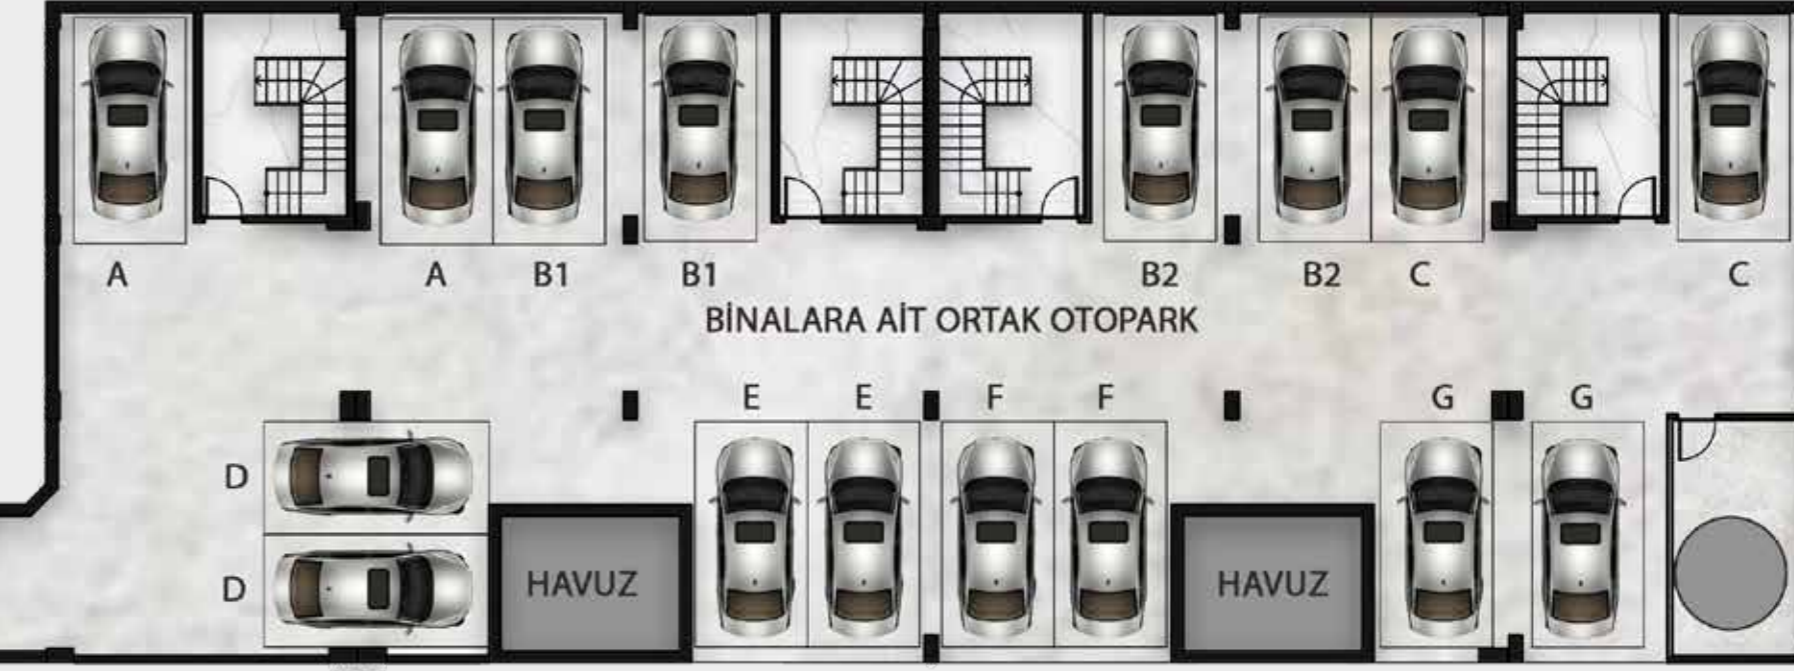 A A B1 B1 B2 B2 C C
BİNALARA AİT ORTAK OTOPARK
E E F F G G
D
D HAVUZ HAVUZ